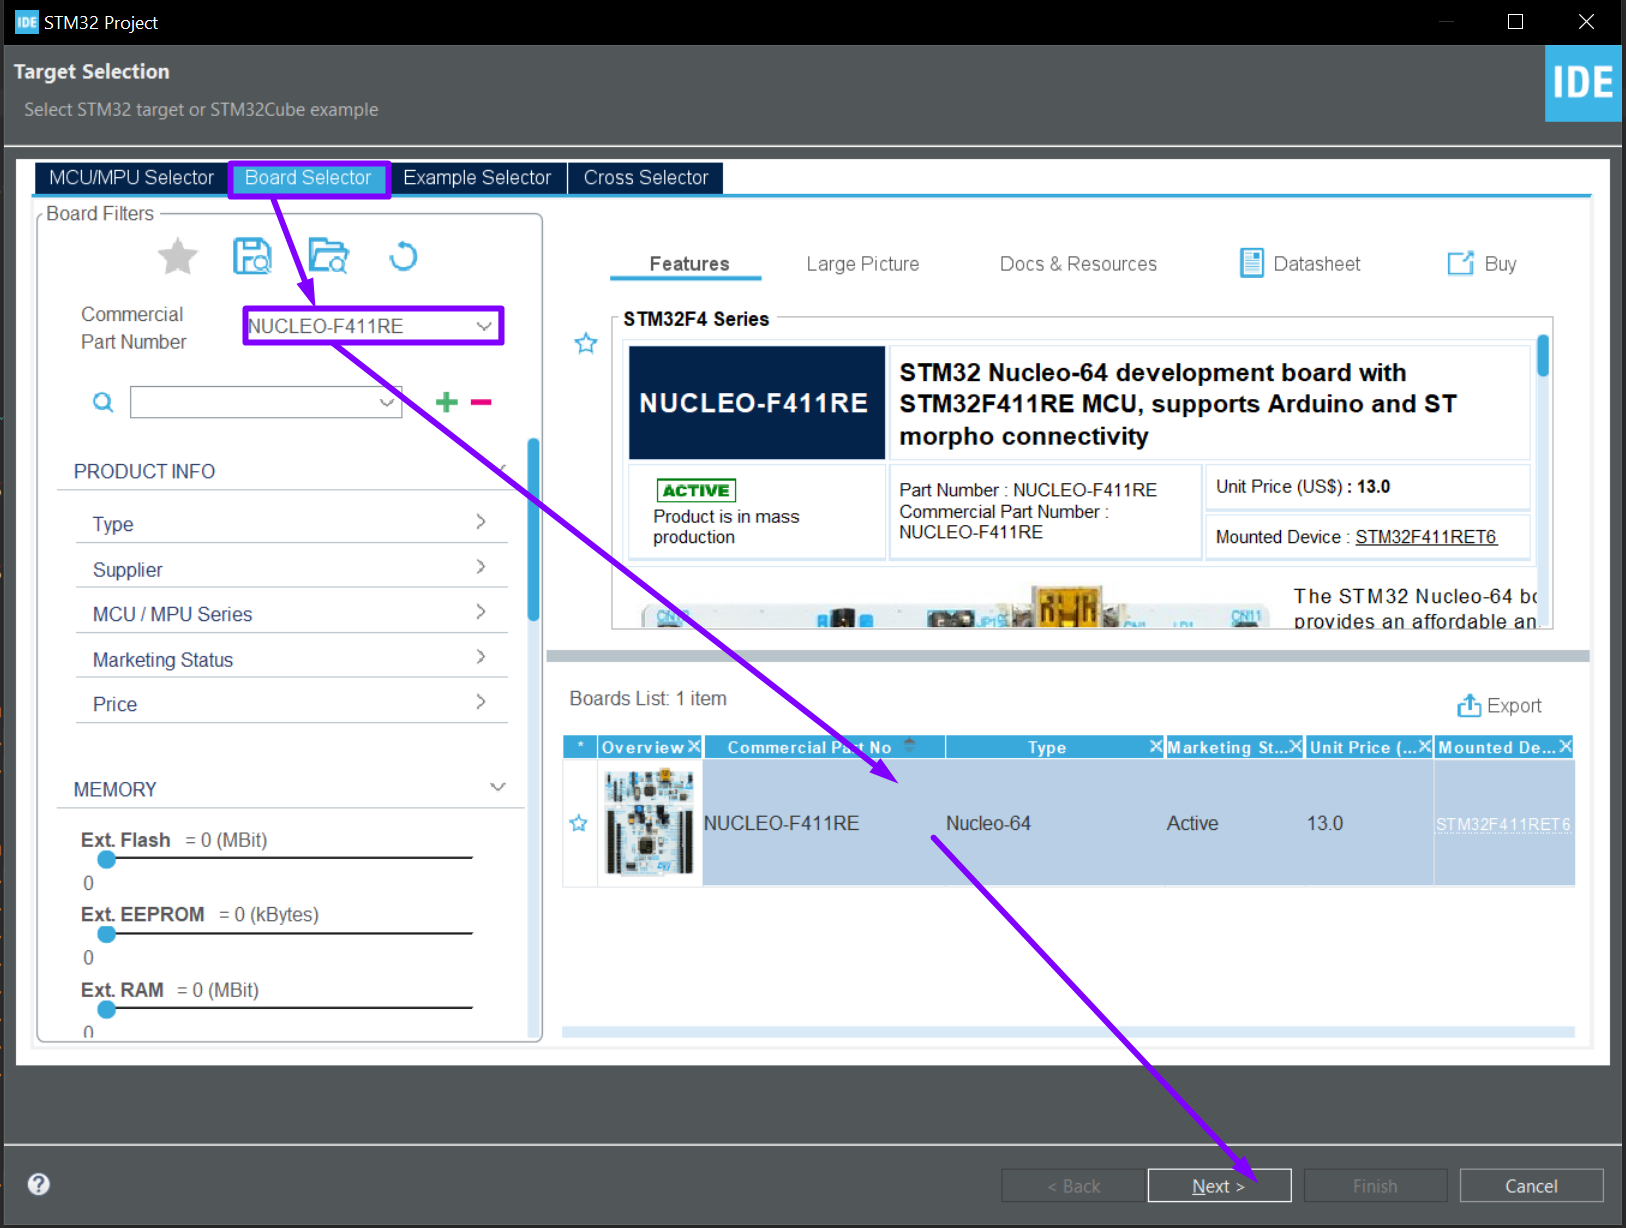 IDE STM32 Project
Target Selection
Select STM32 target or STM32Cube example
IDE
MCU/MPU Selector
Board Selector
Example Selector
Cross Selector
Board Filters
Commercial
Part Number
NUCLEO-F411RE
PRODUCT INFO
Type
Supplier
MCU / MPU Series
Marketing Status
Price
MEMORY
Ext. Flash = 0 (MBit)
0
Ext. EEPROM = 0 (kBytes)
0
Ext. RAM = 0 (MBit)
0
Features
Large Picture
Docs & Resources
Datasheet
Buy
STM32F4 Series
NUCLEO-F411RE
STM32 Nucleo-64 development board with
STM32F411RE MCU, supports Arduino and ST
morpho connectivity
ACTIVE
Product is in mass
production
Part Number : NUCLEO-F411RE
Commercial Part Number :
NUCLEO-F411RE
Unit Price (US$) : 13.0
Mounted Device : STM32F411RET6
The STM32 Nucleo-64 bo
provides an affordable an
CN11
Boards List: 1 item
Export
*
Overview
Commercial Part No
Type
Marketing St...
Unit Price (...
Mounted De...
NUCLEO-F411RE
Nucleo-64
Active
13.0
STM32F411RET6
?
< Back
Next >
Finish
Cancel